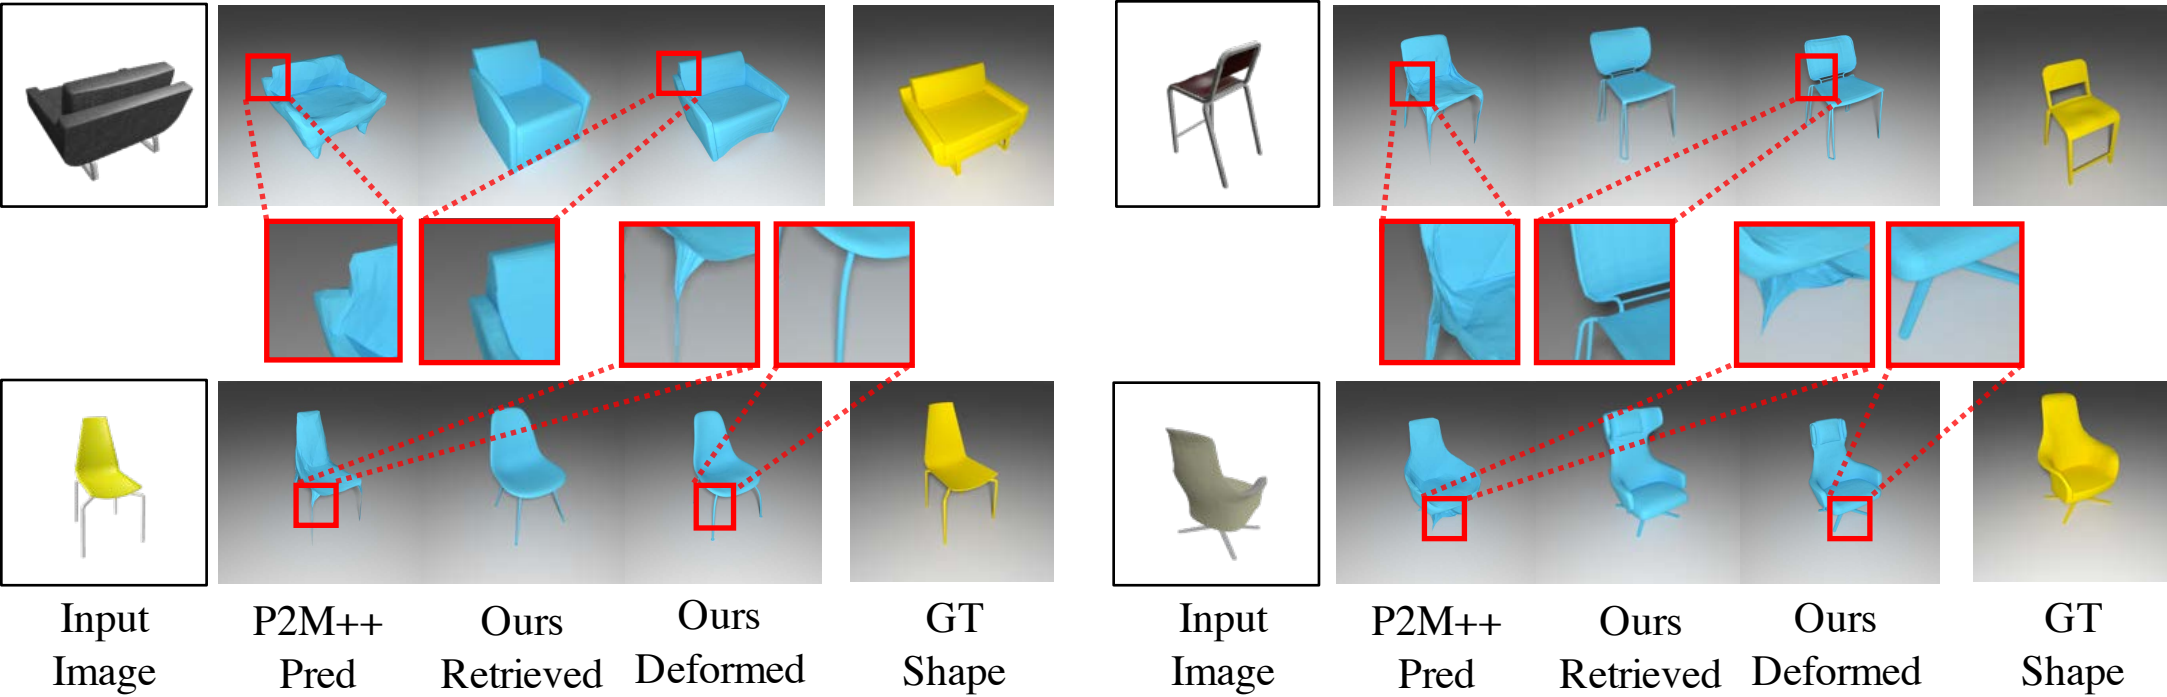 Input
Image
P2M++
Pred
Ours
Retrieved
Ours
Deformed
GT
Shape
Input
Image
P2M++
Pred
Ours
Retrieved
Ours
Deformed
GT
Shape